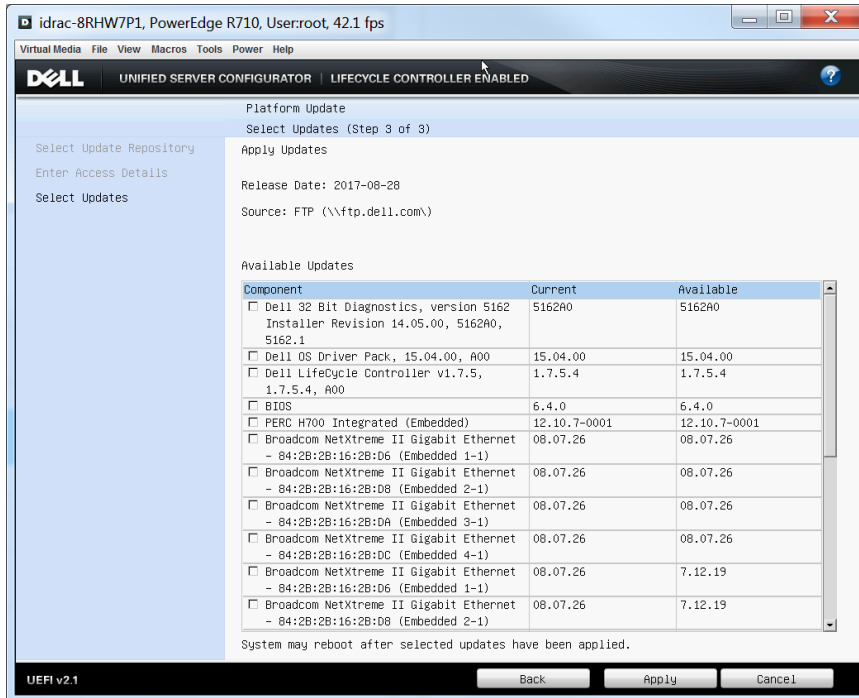 idrac-8RHW7P1, PowerEdge R710, User:root, 42.1 fps
Virtual Media File View Macros Tools Power Help
DELL UNIFIED SERVER CONFIGURATOR | LIFECYCLE CONTROLLER ENABLED ?
Platform Update
Select Updates (Step 3 of 3)
Select Update Repository
Enter Access Details
Select Updates
Apply Updates
Release Date: 2017-08-28
Source: FTP (\\ftp.dell.com\)
Available Updates
Component Current Available
Dell 32 Bit Diagnostics, version 5162 5162A0 5162A0
Installer Revision 14.05.00, 5162A0,
5162.1
Dell OS Driver Pack, 15.04.00, A00 15.04.00 15.04.00
Dell LifeCycle Controller v1.7.5, 1.7.5.4 1.7.5.4
1.7.5.4, A00
BIOS 6.4.0 6.4.0
PERC H700 Integrated (Embedded) 12.10.7-0001 12.10.7-0001
Broadcom NetXtreme II Gigabit Ethernet 08.07.26 08.07.26
- 84:2B:2B:16:2B:D6 (Embedded 1-1)
Broadcom NetXtreme II Gigabit Ethernet 08.07.26 08.07.26
- 84:2B:2B:16:2B:D8 (Embedded 2-1)
Broadcom NetXtreme II Gigabit Ethernet 08.07.26 08.07.26
- 84:2B:2B:16:2B:DA (Embedded 3-1)
Broadcom NetXtreme II Gigabit Ethernet 08.07.26 08.07.26
- 84:2B:2B:16:2B:DC (Embedded 4-1)
Broadcom NetXtreme II Gigabit Ethernet 08.07.26 7.12.19
- 84:2B:2B:16:2B:D6 (Embedded 1-1)
Broadcom NetXtreme II Gigabit Ethernet 08.07.26 7.12.19
- 84:2B:2B:16:2B:D8 (Embedded 2-1)
System may reboot after selected updates have been applied.
UEFI v2.1 Back Apply Cancel